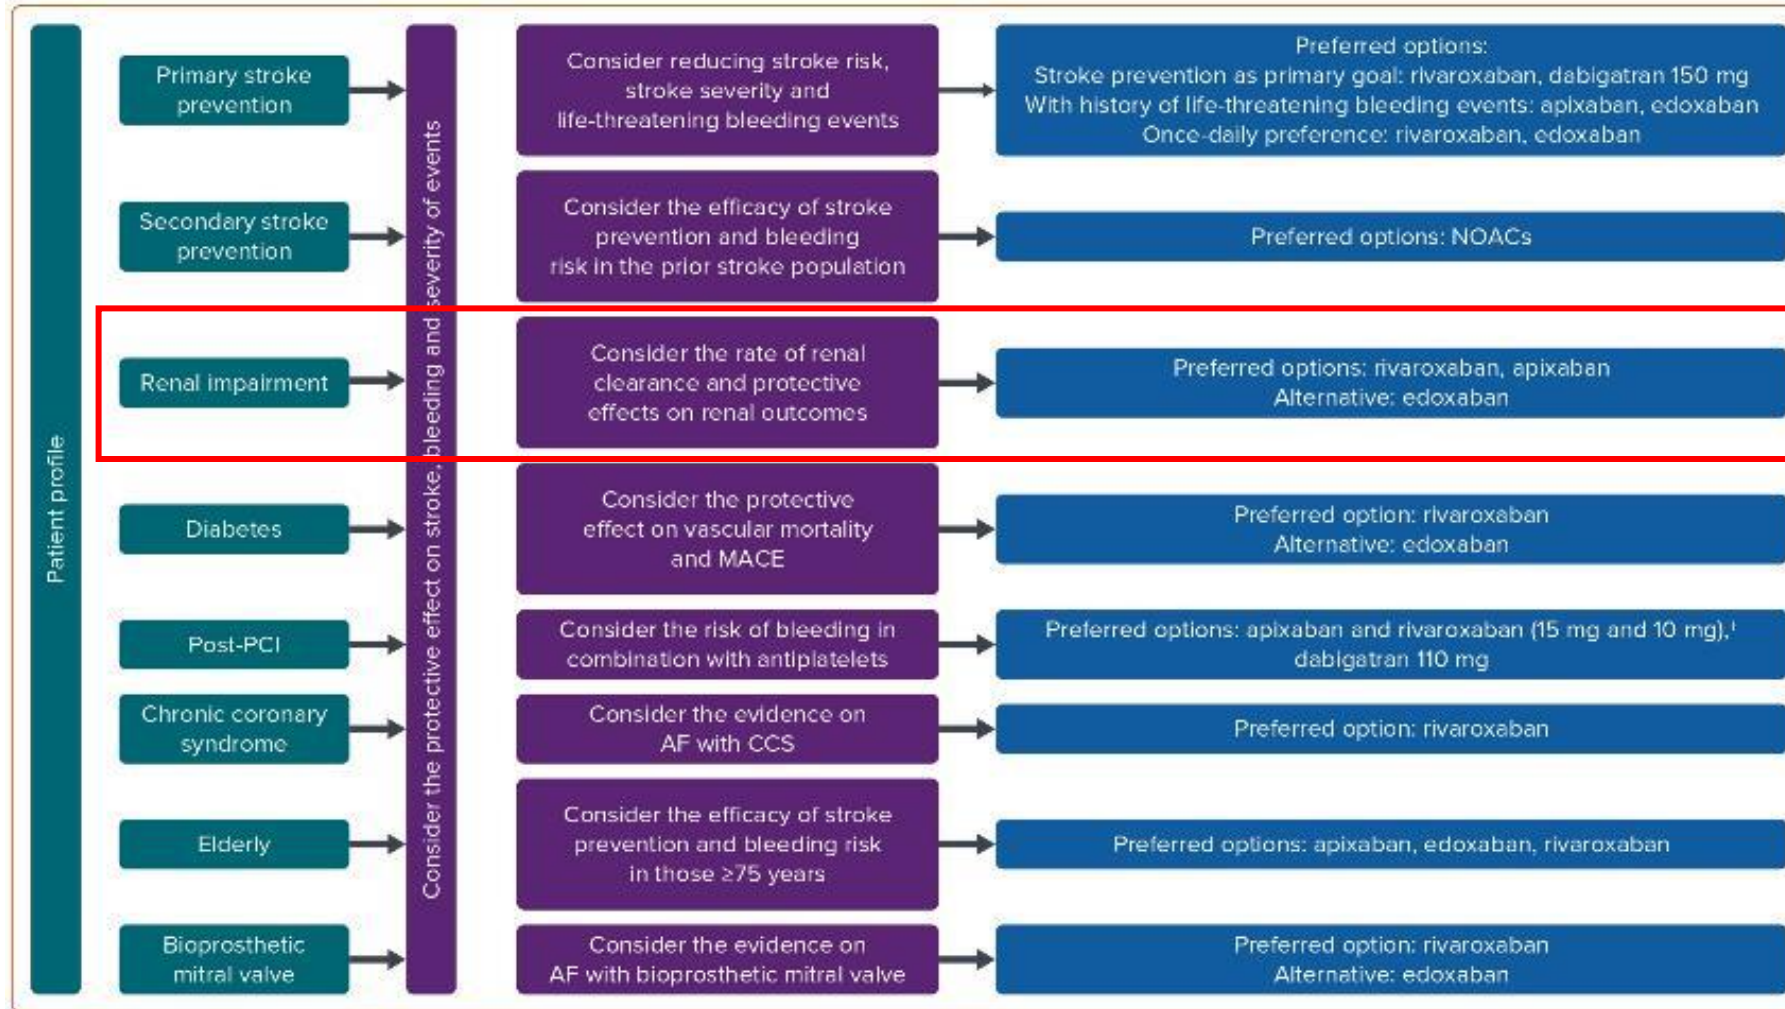 Patient profile
Consider the protective effect on stroke, bleeding and severity of events
Primary stroke
prevention
Consider reducing stroke risk,
stroke severity and
life-threatening bleeding events
Preferred options:
Stroke prevention as primary goal: rivaroxaban, dabigatran 150 mg
With history of life-threatening bleeding events: apixaban, edoxaban
Once-daily preference: rivaroxaban, edoxaban
Secondary stroke
prevention
Consider the efficacy of stroke
prevention and bleeding
risk in the prior stroke population
Preferred options: NOACs
Renal impairment
Consider the rate of renal
clearance and protective
effects on renal outcomes
Preferred options: rivaroxaban, apixaban
Alternative: edoxaban
Diabetes
Consider the protective
effect on vascular mortality
and MACE
Preferred option: rivaroxaban
Alternative: edoxaban
Post-PCI
Consider the risk of bleeding in
combination with antiplatelets
Preferred options: apixaban and rivaroxaban (15 mg and 10 mg),
dabigatran 110 mg
Chronic coronary
syndrome
Consider the evidence on
AF with CCS
Preferred option: rivaroxaban
Elderly
Consider the efficacy of stroke
prevention and bleeding risk
in those ≥75 years
Preferred options: apixaban, edoxaban, rivaroxaban
Bioprosthetic
mitral valve
Consider the evidence on
AF with bioprosthetic mitral valve
Preferred option: rivaroxaban
Alternative: edoxaban